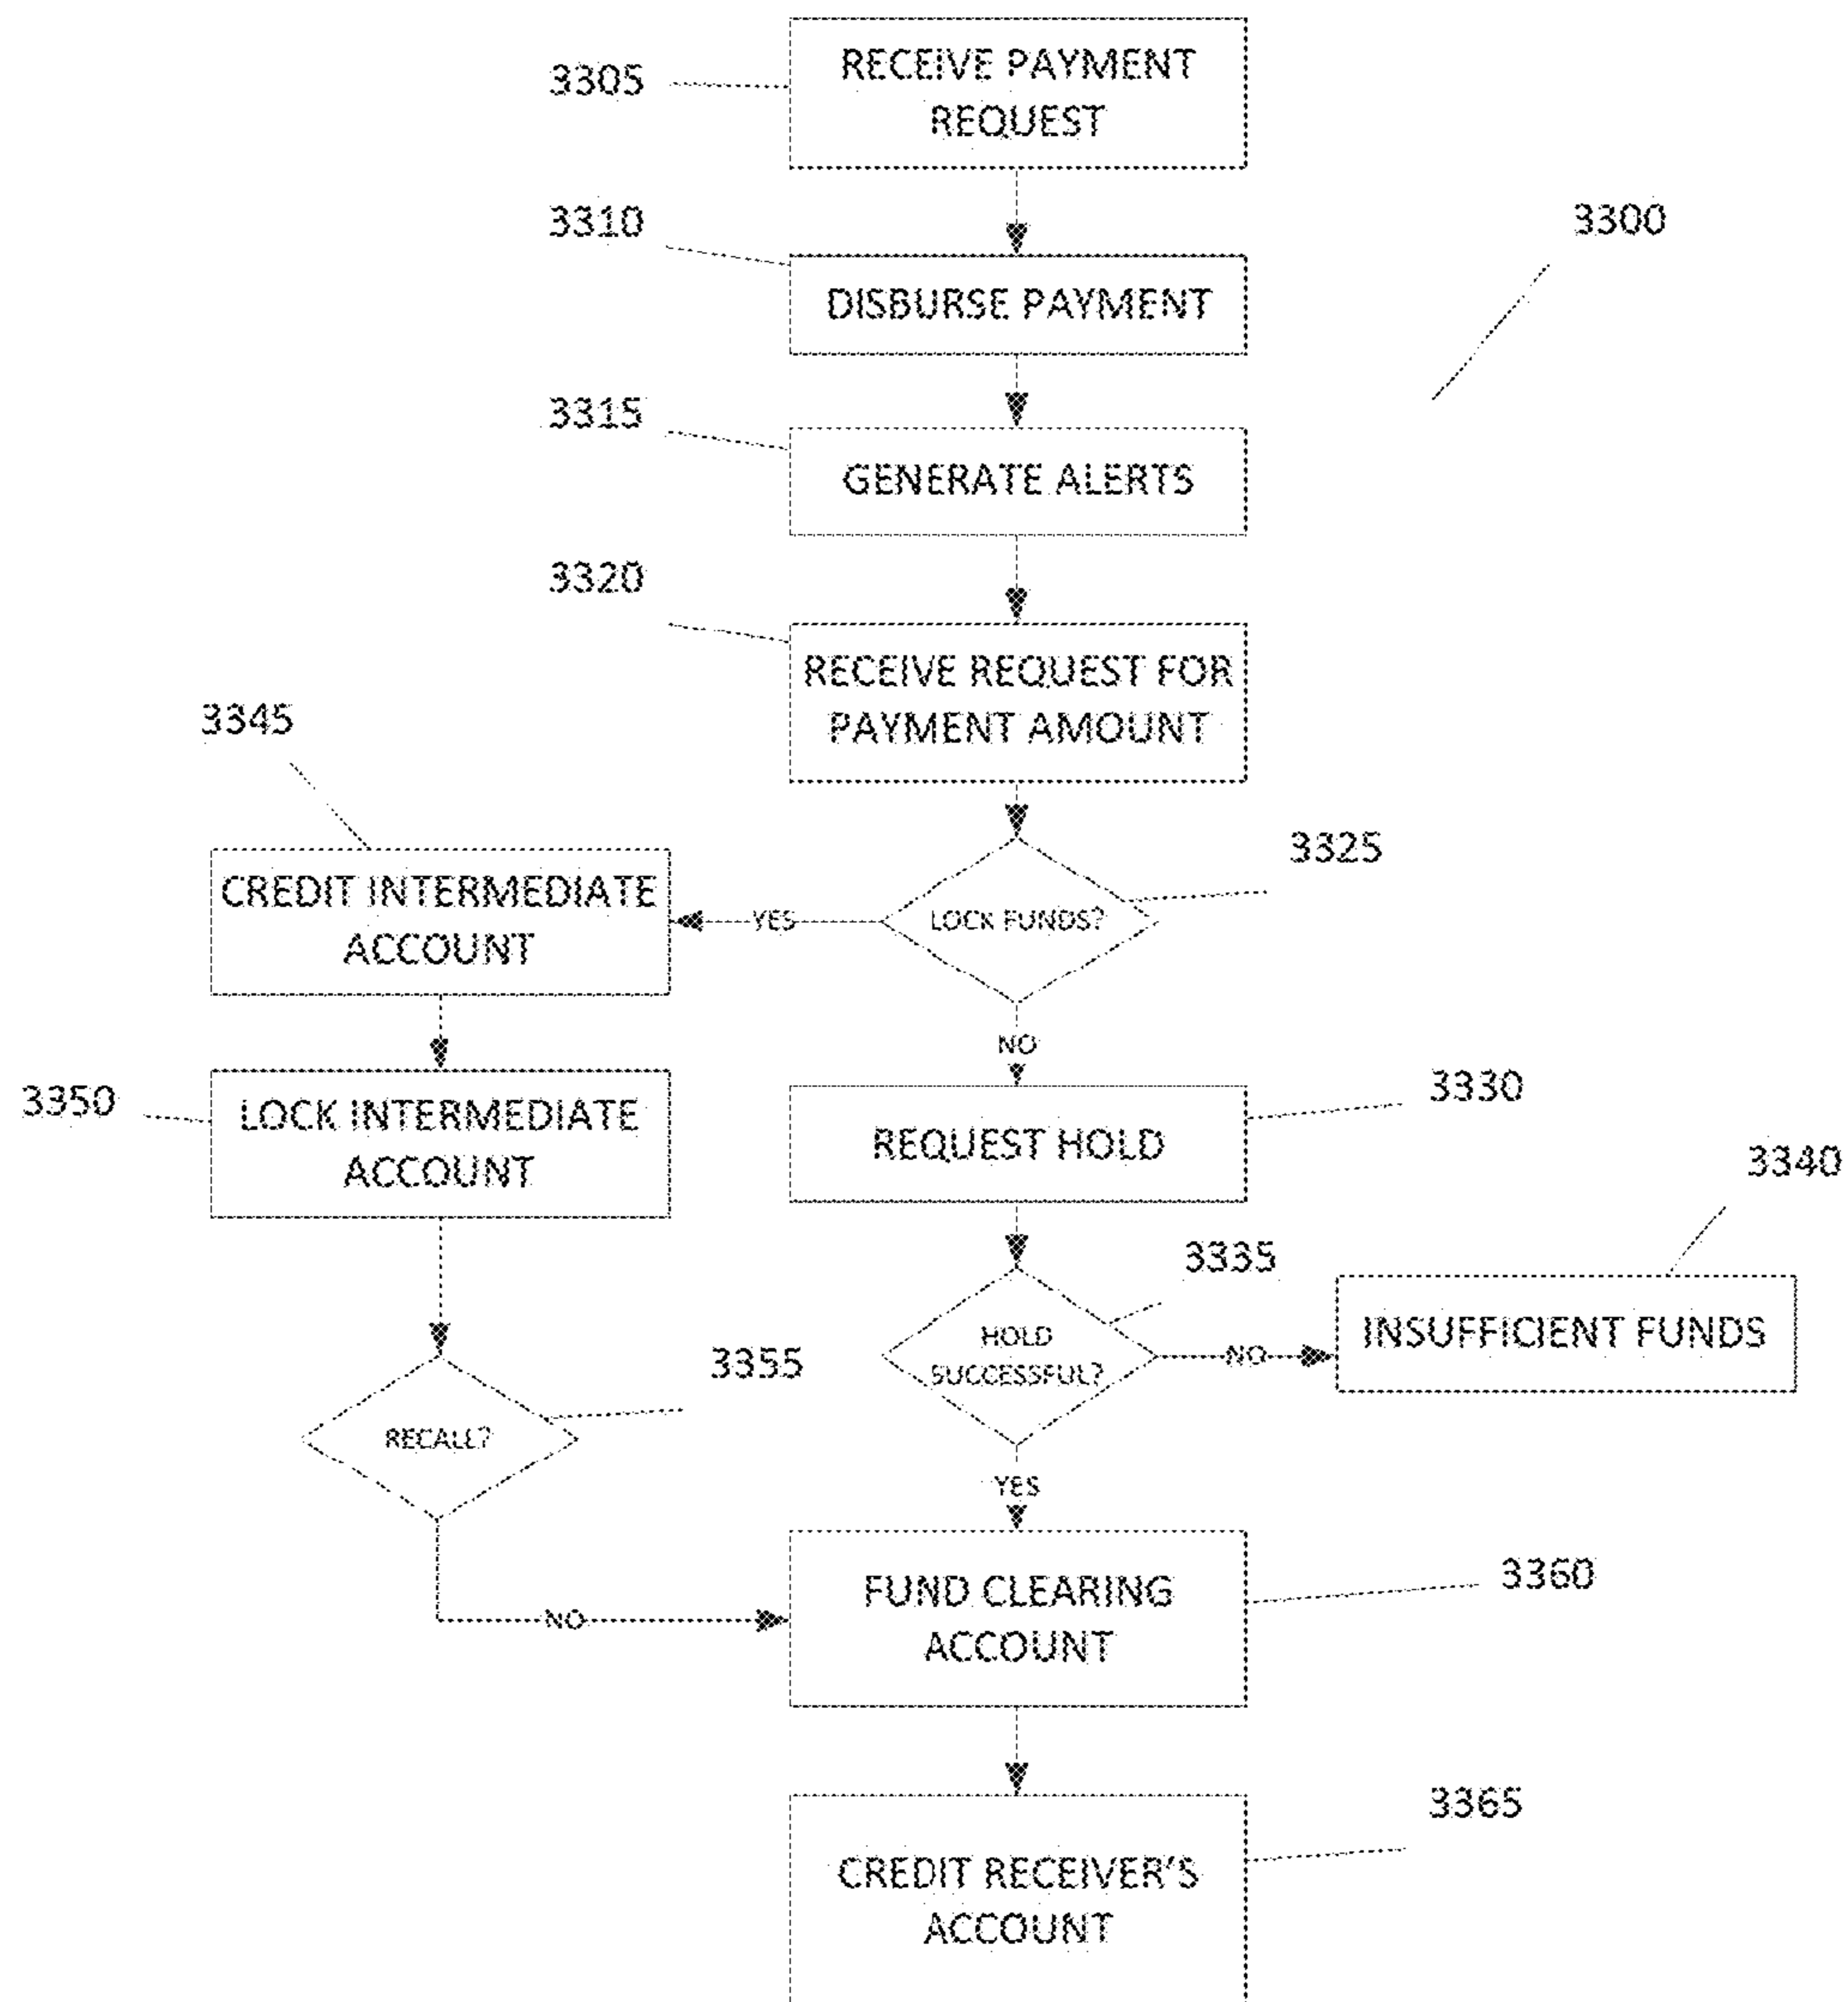 3305
RECEIVE PAYMENT
REQUEST
3310
3300
DISBURSE PAYMENT
3315
GENERATE ALERTS
3320
RECEIVE REQUEST FOR
PAYMENT AMOUNT
3345
3325
CREDIT INTERMEDIATE
ACCOUNT
YES
LOCK FUNDS?
NO
3350
LOCK INTERMEDIATE
ACCOUNT
3330
REQUEST HOLD
3340
3335
HOLD
SUCCESSFUL?
NO
INSUFFICIENT FUNDS
3355
RECALL?
YES
NO
FUND CLEARING
ACCOUNT
3360
3365
CREDIT RECEIVER'S
ACCOUNT